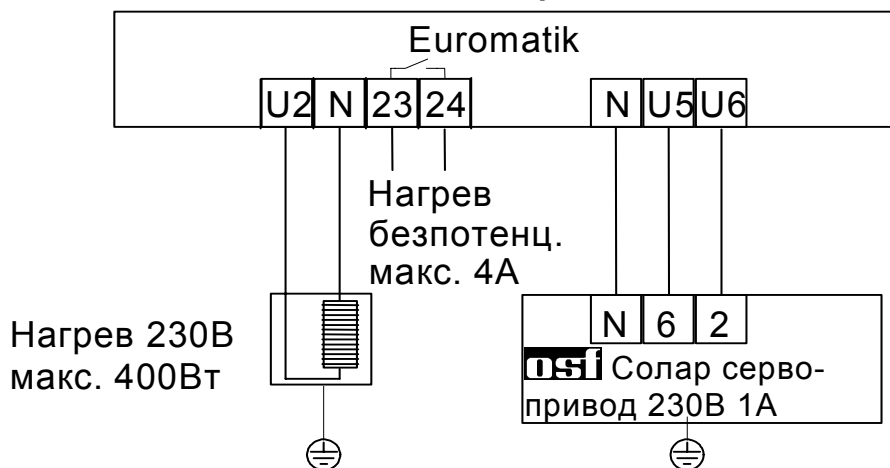 Euromatik
U2 N 23 24 N U5 U6
Нагрев
безпотенц.
макс. 4А
Нагрев 230В
макс. 400Вт
N 6 2
osf Солар серво-
привод 230В 1А